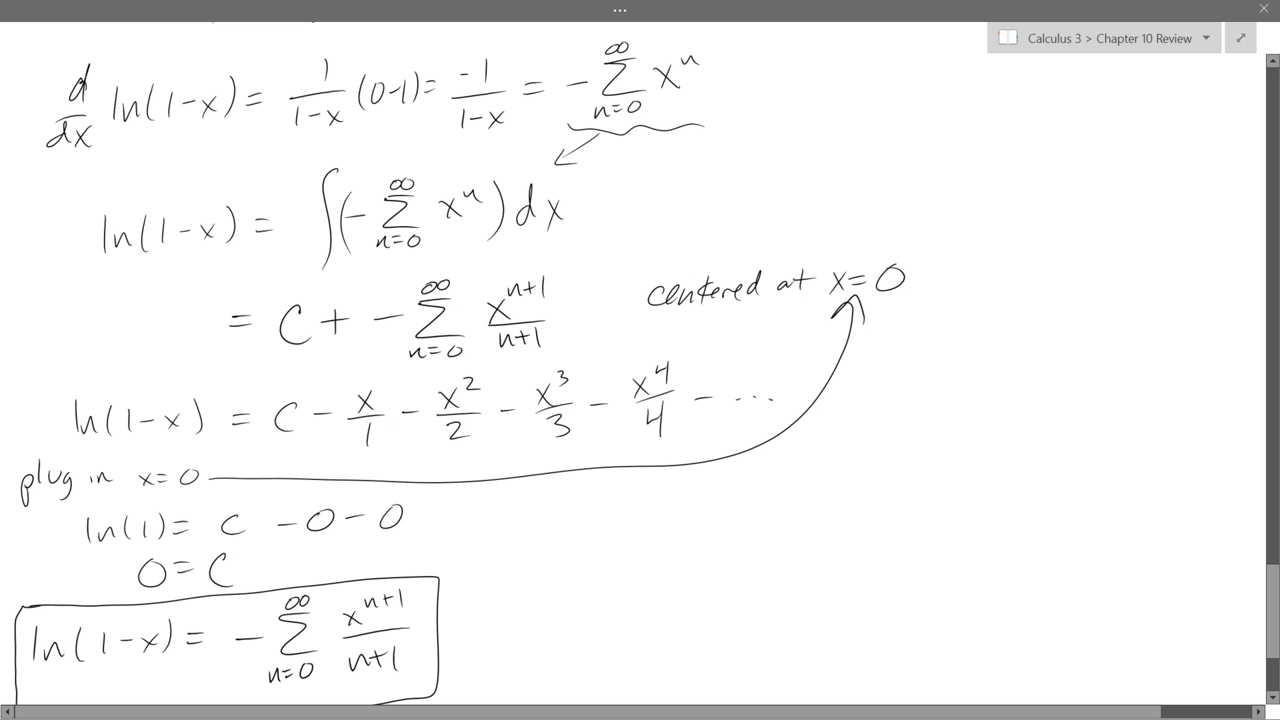 Calculus 3 > Chapter 10 Review
d/dx ln(1-x) = 1/(1-x) (0-1) = -1/(1-x) = - ∑_{n=0}^{∞} x^n
ln(1-x) = ∫(- ∑_{n=0}^{∞} x^n) dx
= C + - ∑_{n=0}^{∞} x^{n+1}/(n+1)
centered at x=0
ln(1-x) = C - x/1 - x^2/2 - x^3/3 - x^4/4 - ...
plug in x=0
ln(1) = C - 0 - 0
0 = C
ln(1-x) = - ∑_{n=0}^{∞} x^{n+1}/(n+1)